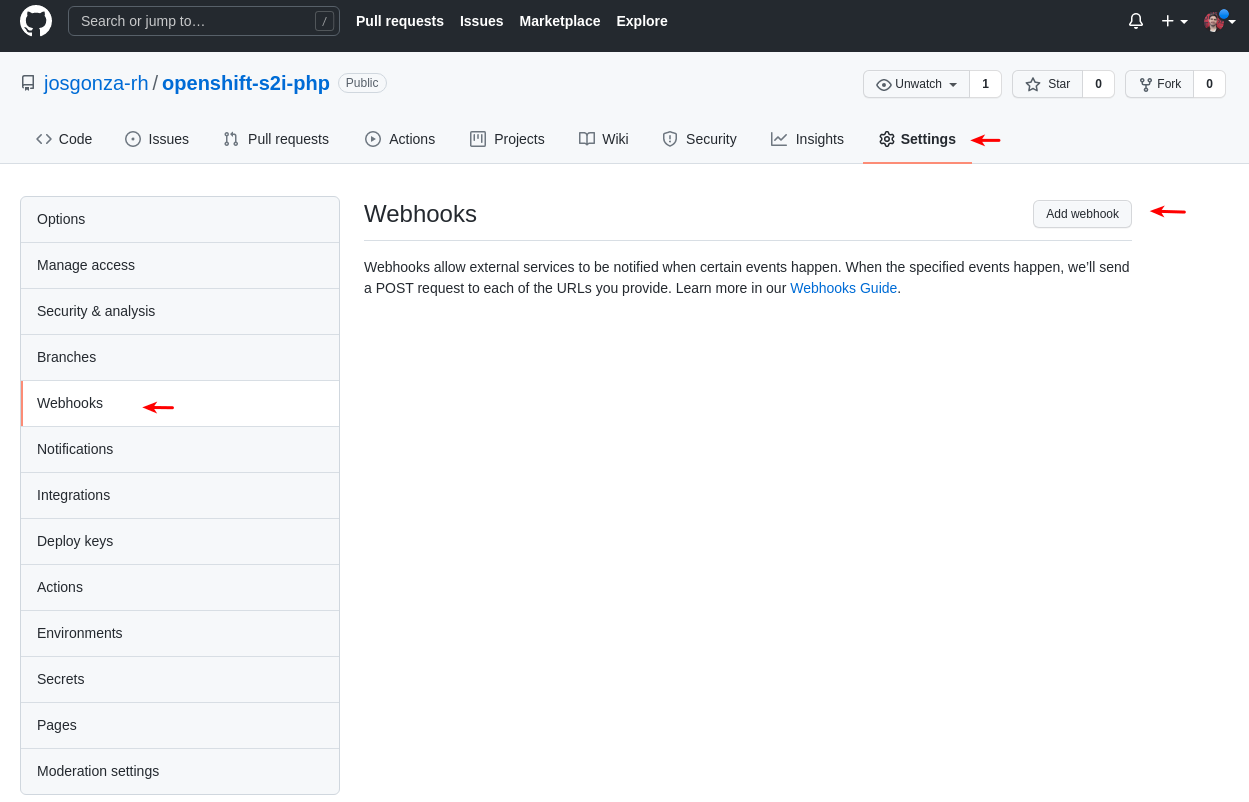 Search or jump to… /
Pull requests Issues Marketplace Explore
josgonza-rh / openshift-s2i-php Public
Unwatch 1 Star 0 Fork 0
Code Issues Pull requests Actions Projects Wiki Security Insights Settings
Options
Manage access
Security & analysis
Branches
Webhooks
Notifications
Integrations
Deploy keys
Actions
Environments
Secrets
Pages
Moderation settings
Webhooks
Add webhook
Webhooks allow external services to be notified when certain events happen. When the specified events happen, we’ll send
a POST request to each of the URLs you provide. Learn more in our Webhooks Guide.